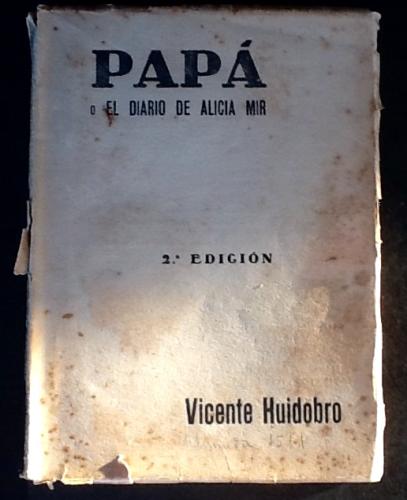 PAPÁ
o EL DIARIO DE ALICIA MIR
2.ª EDICIÓN
Vicente Huidobro